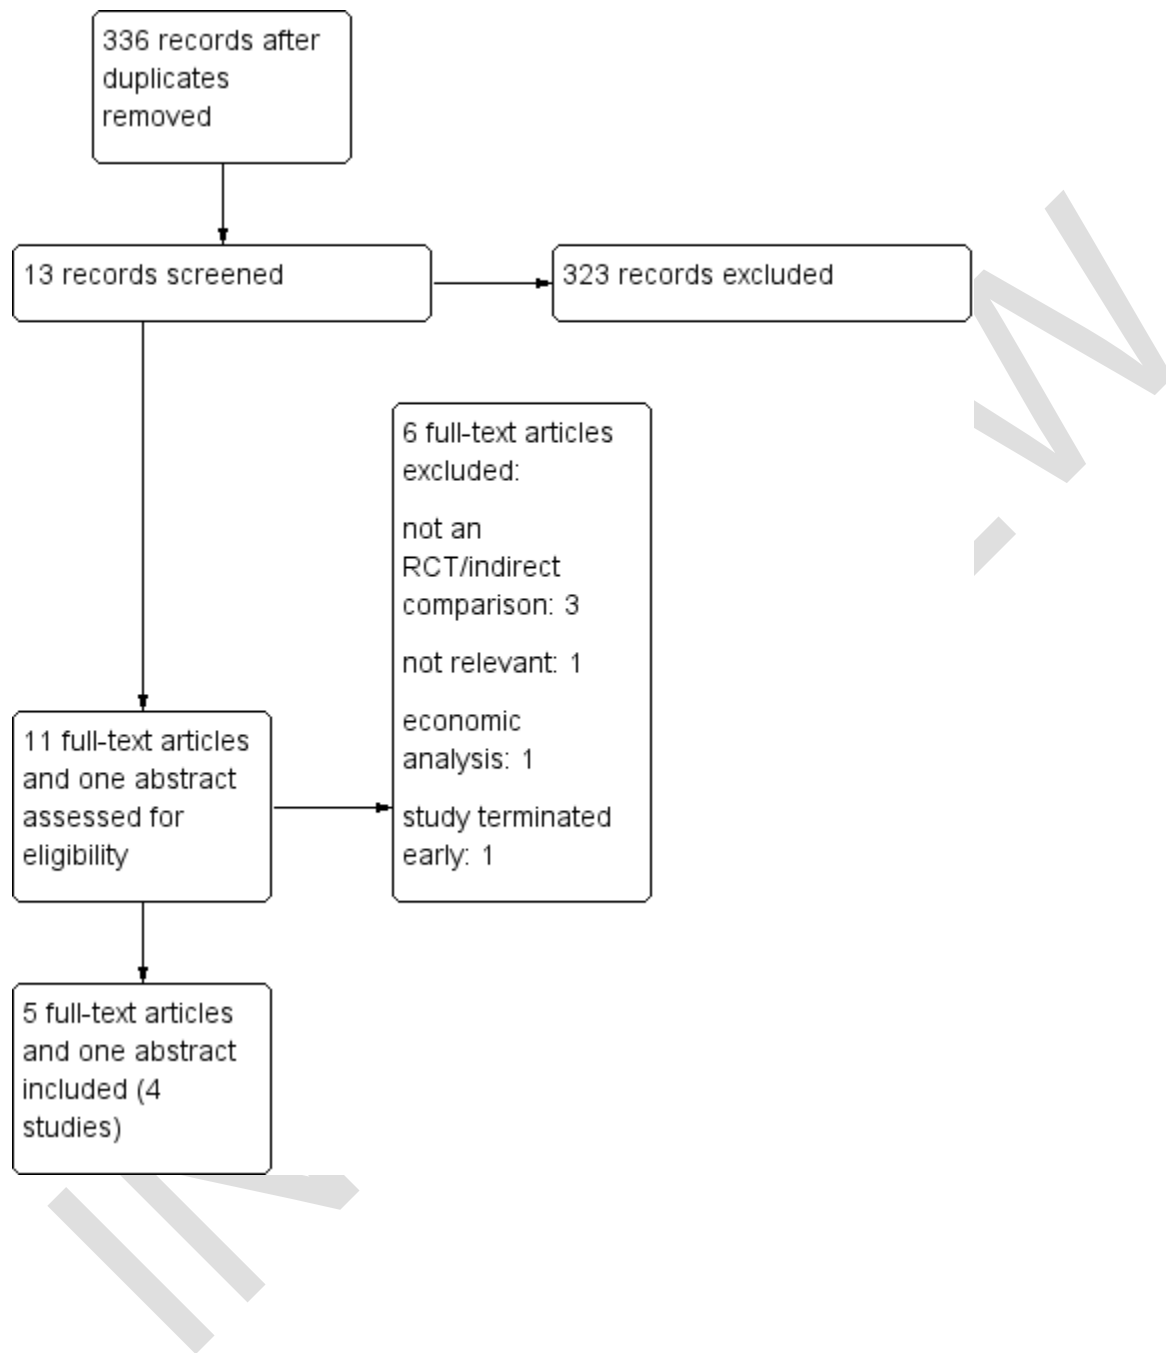 336 records after
duplicates
removed
13 records screened
323 records excluded
6 full-text articles
excluded:
not an
RCT/indirect
comparison: 3
not relevant: 1
economic
analysis: 1
study terminated
early: 1
11 full-text articles
and one abstract
assessed for
eligibility
5 full-text articles
and one abstract
included (4
studies)